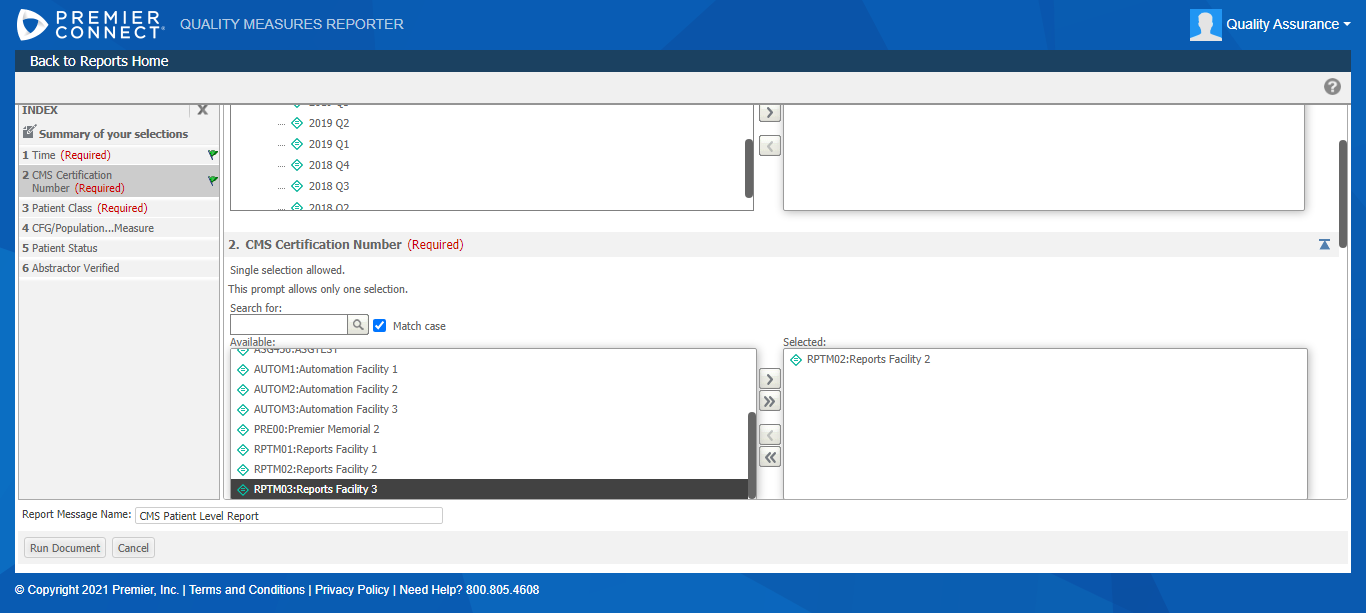 PREMIER CONNECT® QUALITY MEASURES REPORTER
Quality Assurance
Back to Reports Home
?
INDEX X
Summary of your selections
1 Time (Required)
2 CMS Certification
Number (Required)
3 Patient Class (Required)
4 CFG/Population...Measure
5 Patient Status
6 Abstractor Verified
2019 Q2
2019 Q1
2018 Q4
2018 Q3
2018 Q2
2. CMS Certification Number (Required)
Single selection allowed.
This prompt allows only one selection.
Search for:
Match case
Available:
ASG450:ASGTEST
AUTOM1:Automation Facility 1
AUTOM2:Automation Facility 2
AUTOM3:Automation Facility 3
PRE00:Premier Memorial 2
RPTM01:Reports Facility 1
RPTM02:Reports Facility 2
RPTM03:Reports Facility 3
Selected:
RPTM02:Reports Facility 2
Report Message Name: CMS Patient Level Report
Run Document Cancel
© Copyright 2021 Premier, Inc. | Terms and Conditions | Privacy Policy | Need Help? 800.805.4608